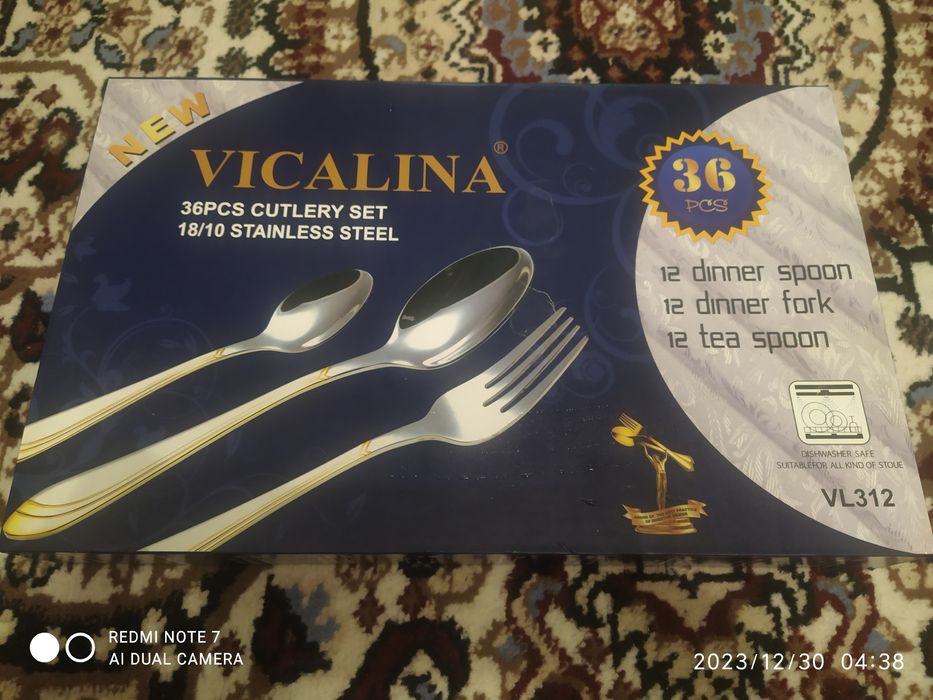 NEW
VICALINA®
36PCS CUTLERY SET
18/10 STAINLESS STEEL
36
PCS
12 dinner spoon
12 dinner fork
12 tea spoon
DISHWASHER SAFE
SUITABLEFOR ALL KIND OF STOUE
VL312
REDMI NOTE 7
AI DUAL CAMERA
2023/12/30 04:38